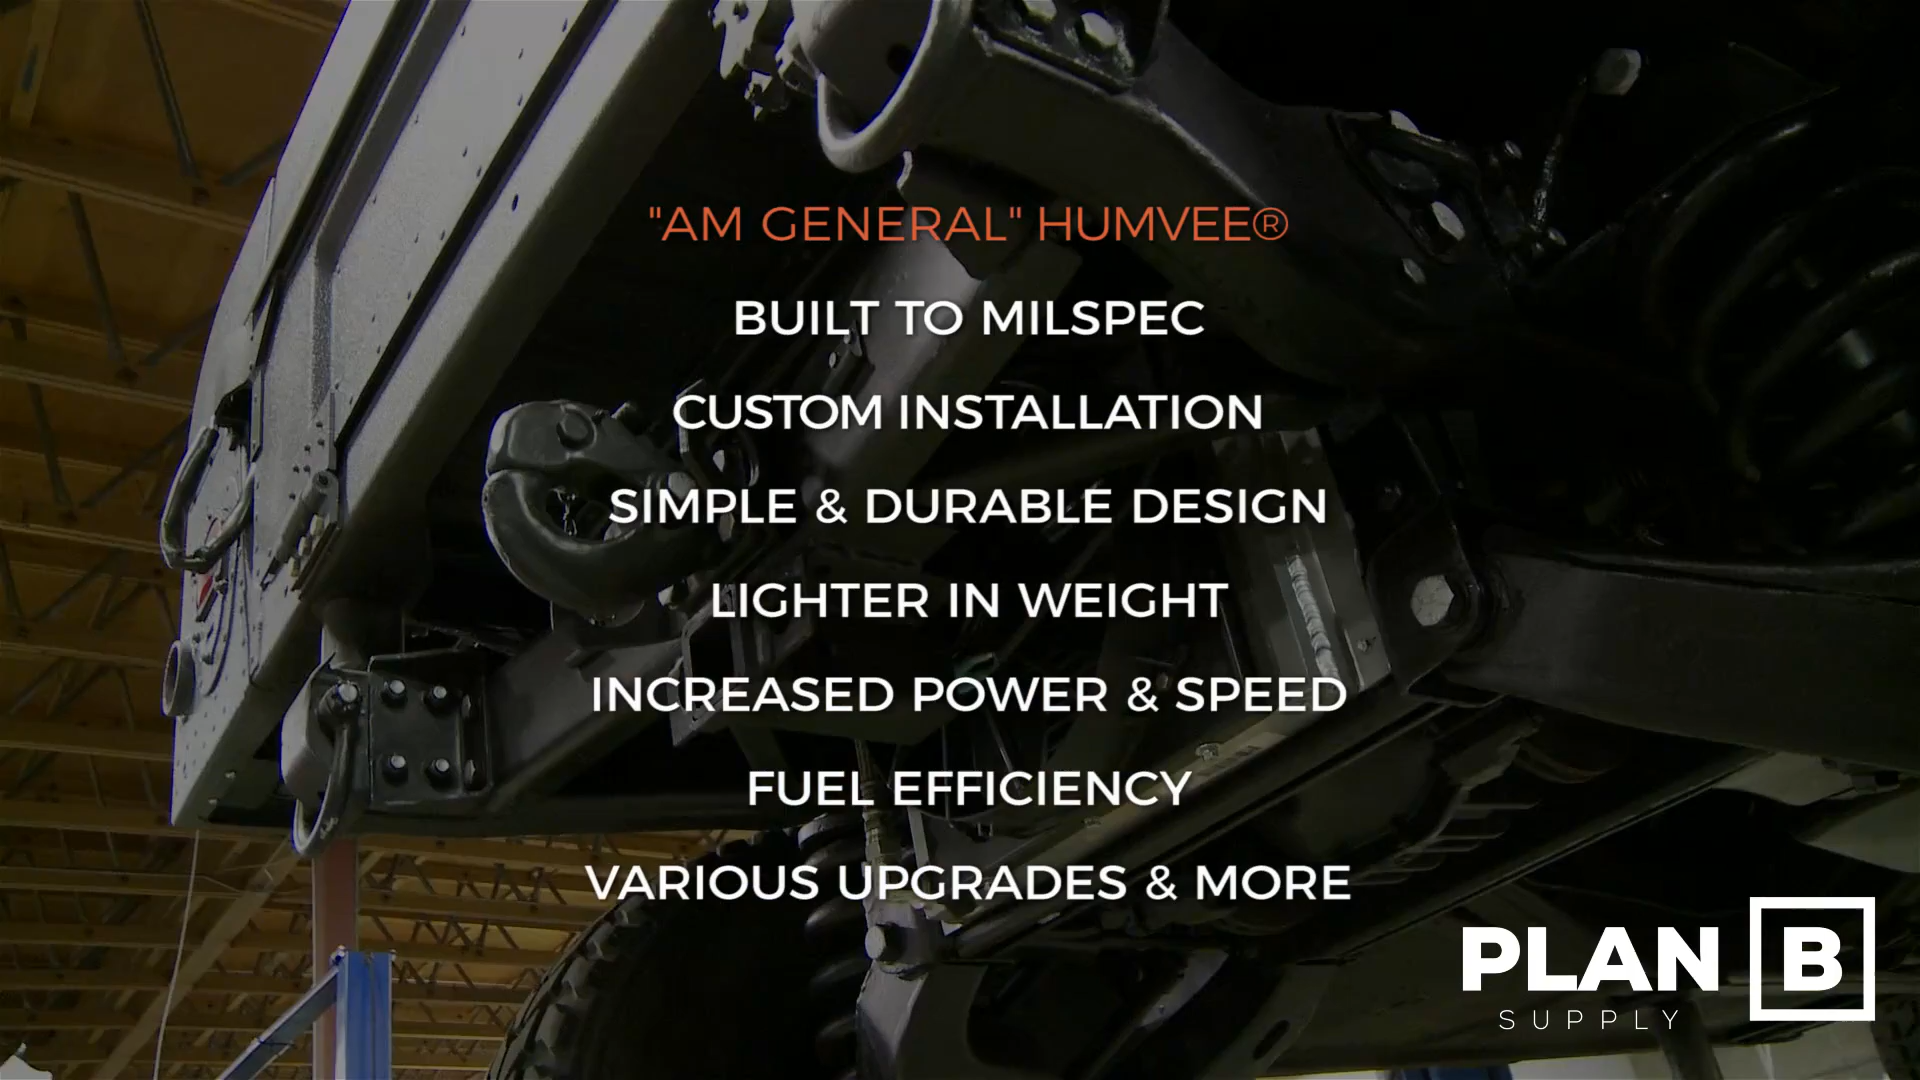 "AM GENERAL" HUMVEE®
BUILT TO MILSPEC
CUSTOM INSTALLATION
SIMPLE & DURABLE DESIGN
LIGHTER IN WEIGHT
INCREASED POWER & SPEED
FUEL EFFICIENCY
VARIOUS UPGRADES & MORE
PLAN B
SUPPLY